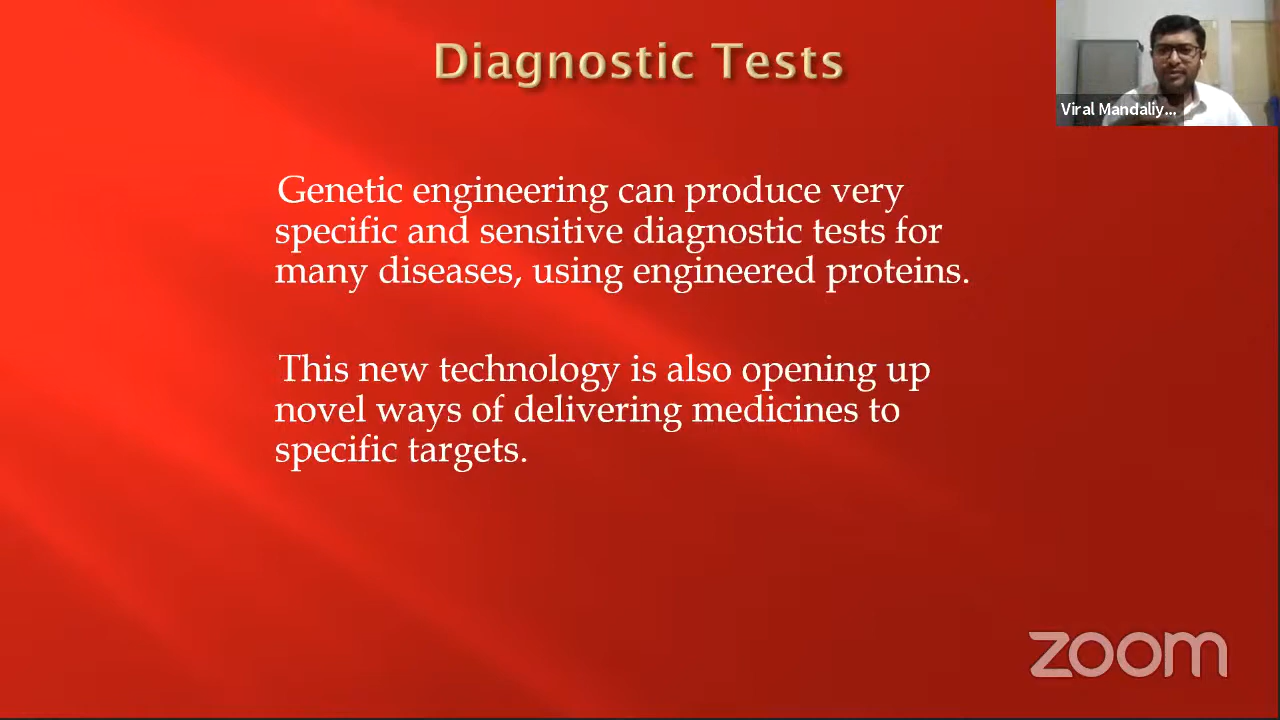 Diagnostic Tests
Viral Mandaliy...
Genetic engineering can produce very
specific and sensitive diagnostic tests for
many diseases, using engineered proteins.
This new technology is also opening up
novel ways of delivering medicines to
specific targets.
zoom